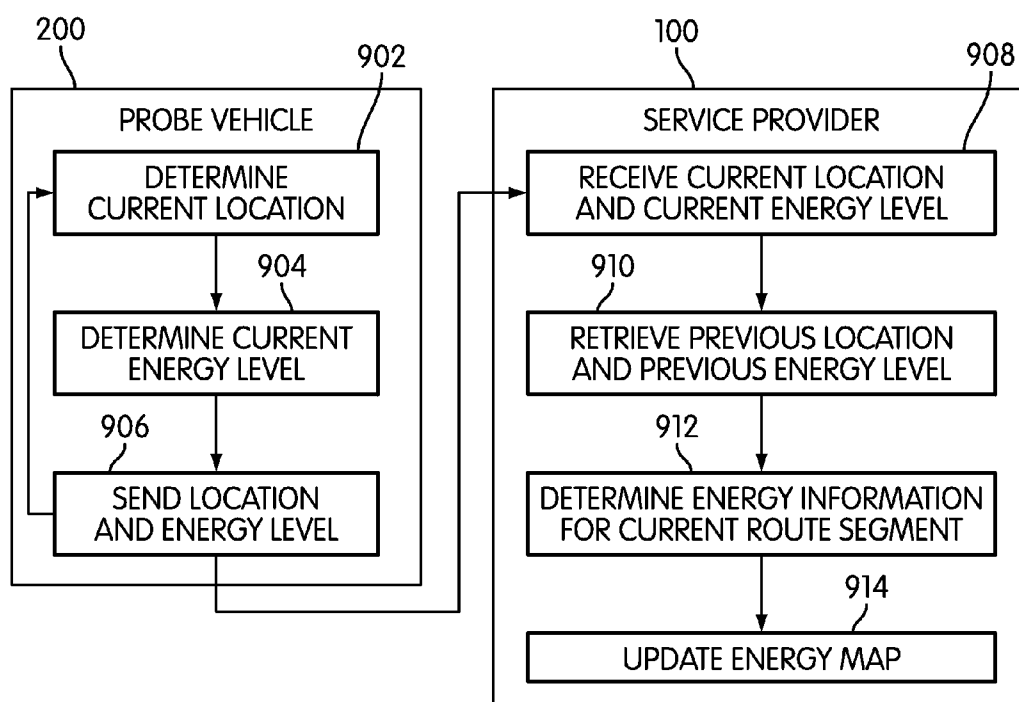 200
902
PROBE VEHICLE
DETERMINE
CURRENT LOCATION
904
DETERMINE CURRENT
ENERGY LEVEL
906
SEND LOCATION
AND ENERGY LEVEL
100
908
SERVICE PROVIDER
RECEIVE CURRENT LOCATION
AND CURRENT ENERGY LEVEL
910
RETRIEVE PREVIOUS LOCATION
AND PREVIOUS ENERGY LEVEL
912
DETERMINE ENERGY INFORMATION
FOR CURRENT ROUTE SEGMENT
914
UPDATE ENERGY MAP